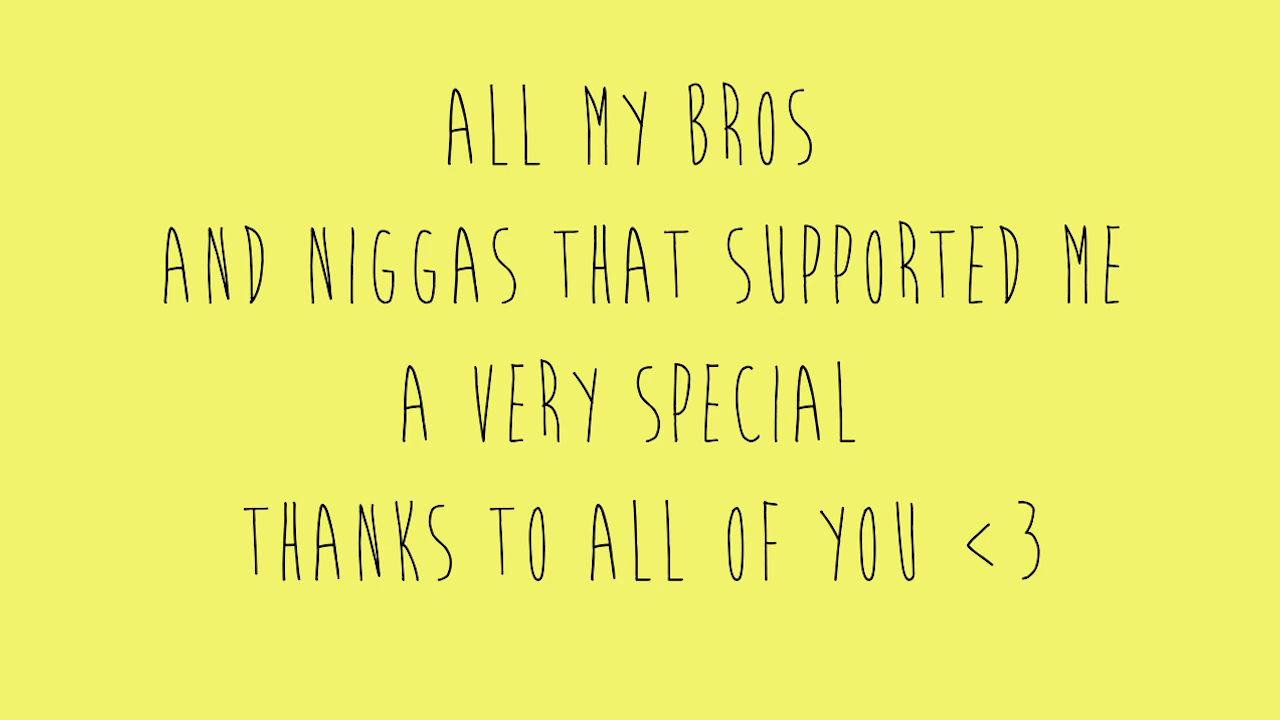 ALL MY BROS
AND NIGGAS THAT SUPPORTED ME
A VERY SPECIAL
THANKS TO ALL OF YOU <3